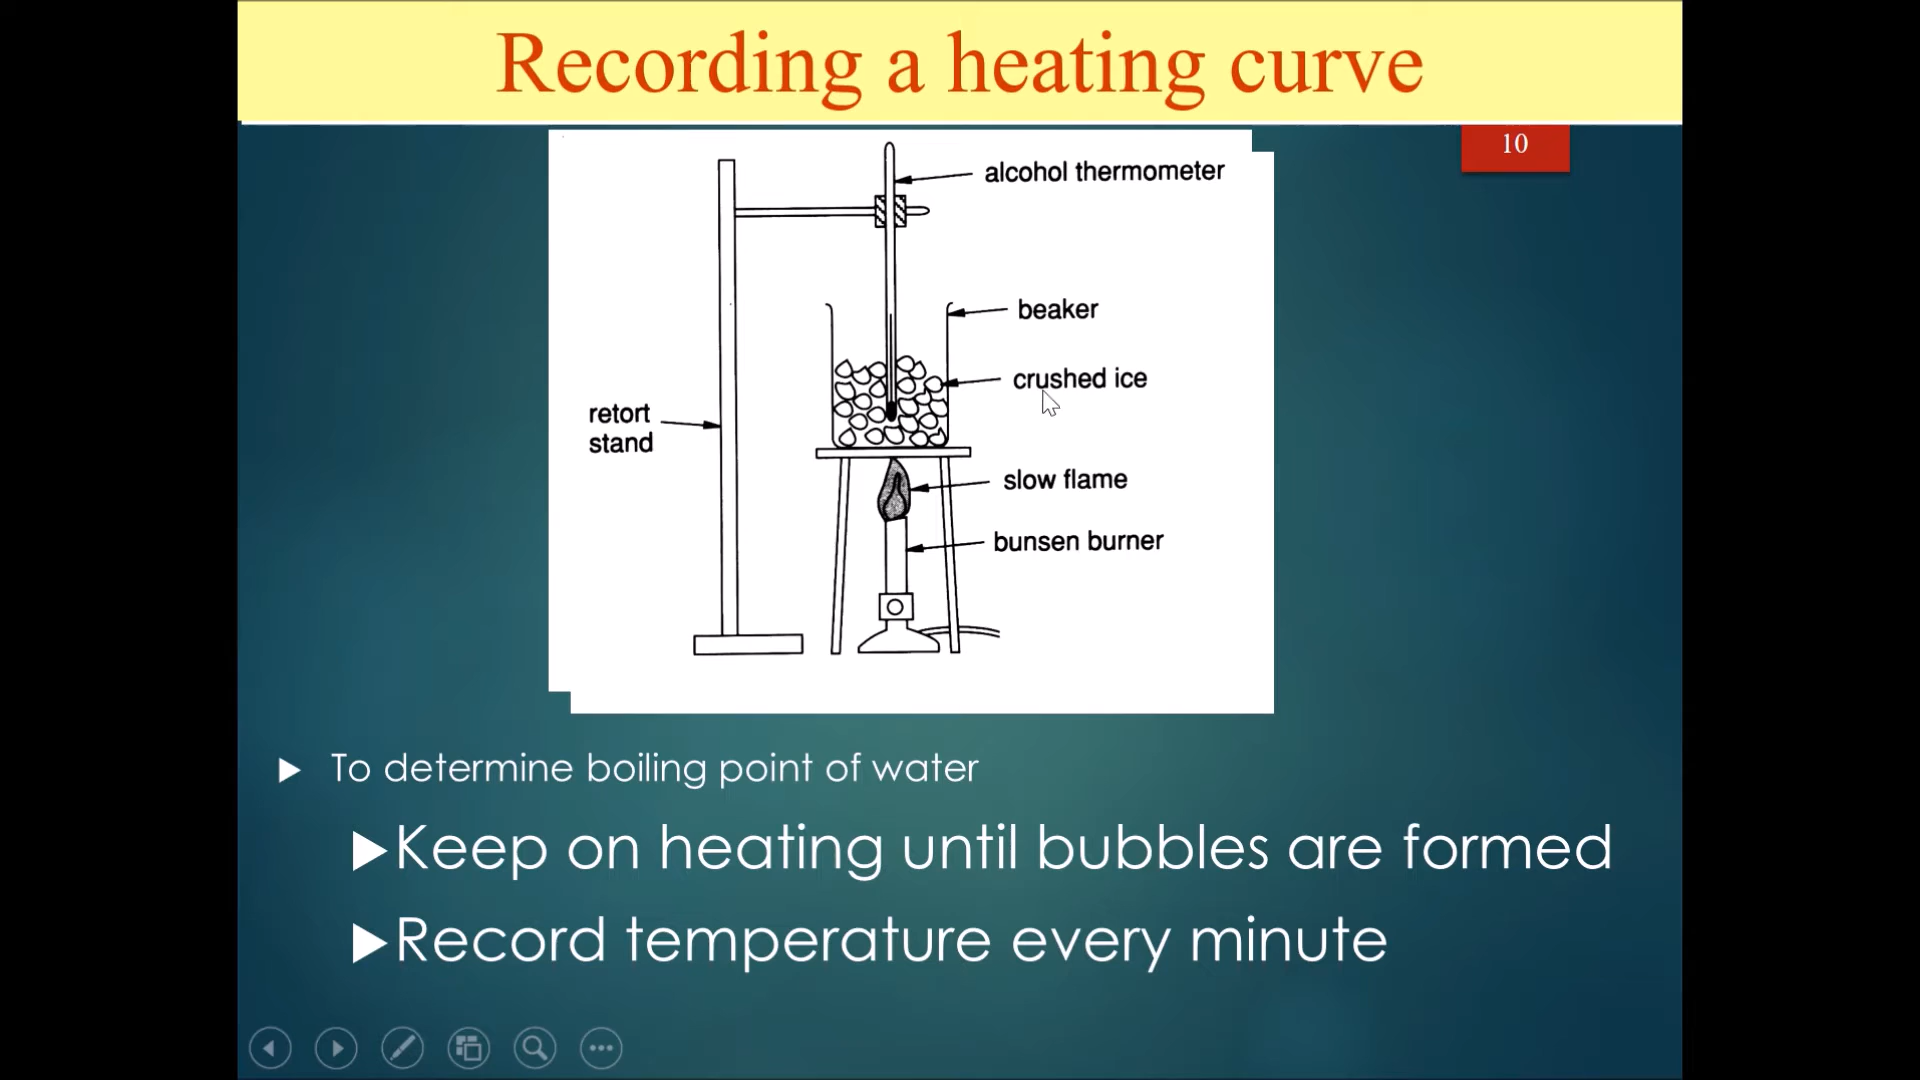 Recording a heating curve
10
alcohol thermometer
beaker
crushed ice
retort
stand
slow flame
bunsen burner
To determine boiling point of water
Keep on heating until bubbles are formed
Record temperature every minute